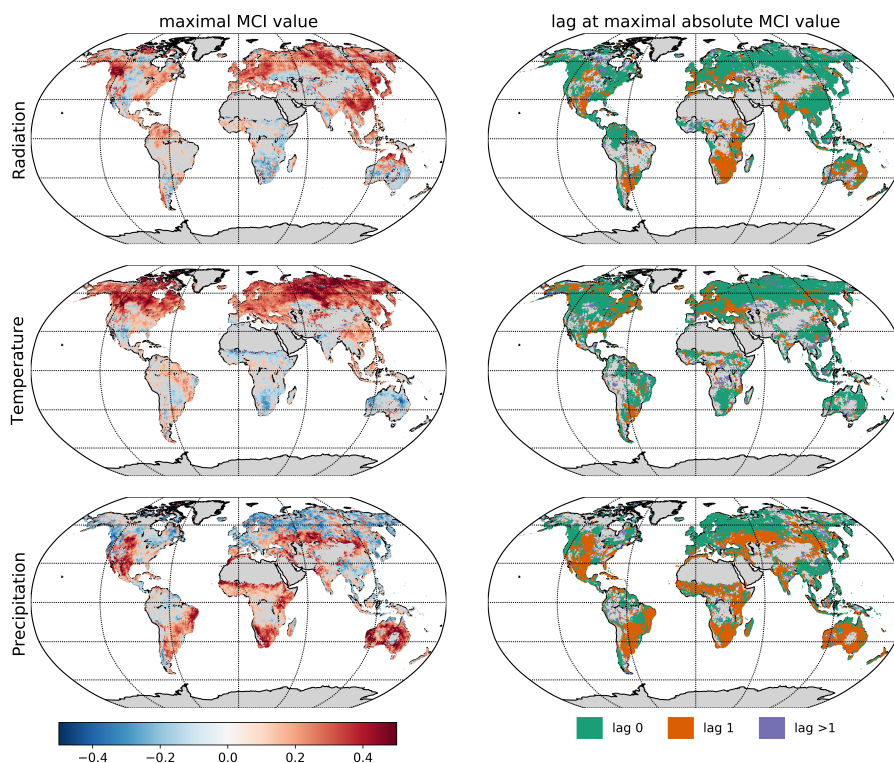 maximal MCI value
lag at maximal absolute MCI value
Radiation
Temperature
Precipitation
−0.4 −0.2 0.0 0.2 0.4
lag 0 lag 1 lag >1